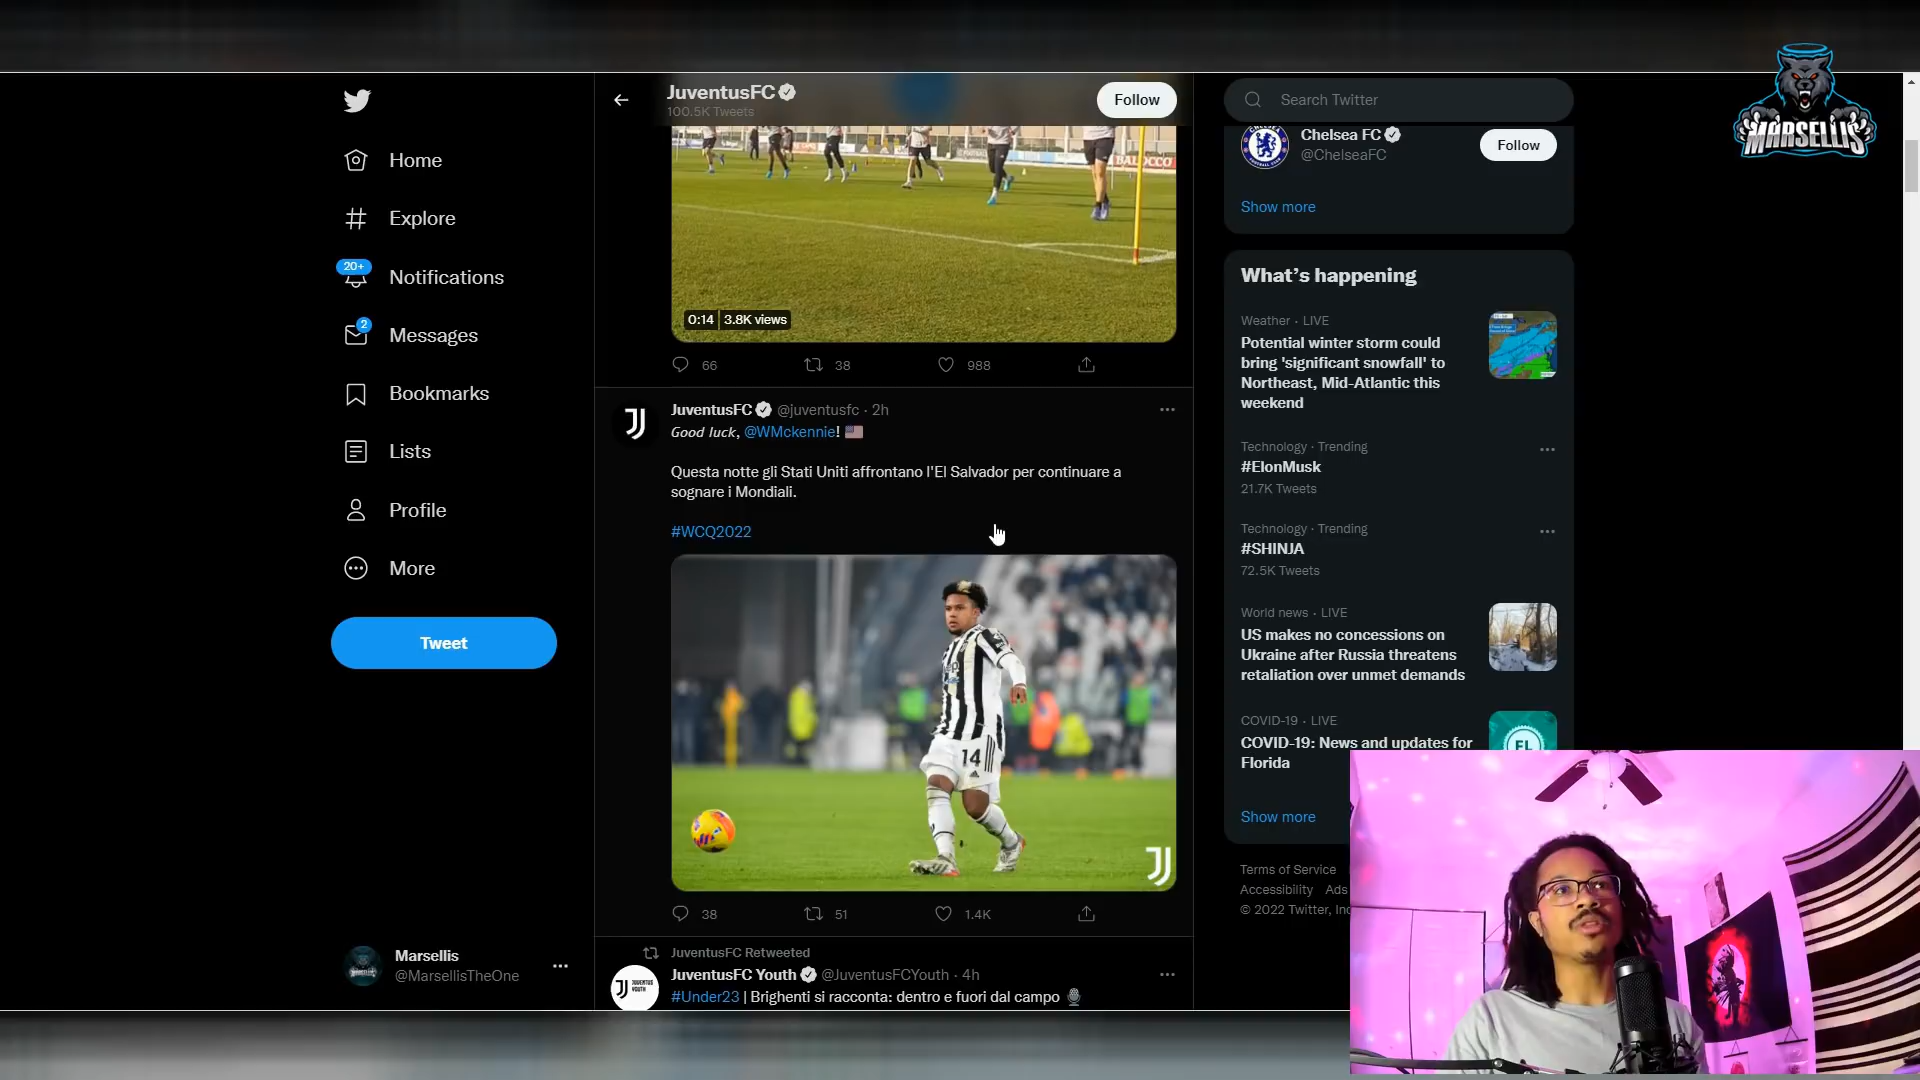 JuventusFC
100.5K Tweets
Follow
Search Twitter
MARSELLIS
Home
Explore
20+
Notifications
2
Messages
Bookmarks
Lists
Profile
More
Tweet
Marsellis
@MarsellisTheOne
BALOCCO
0:14 3.8K views
66
38
988
JuventusFC @juventusfc · 2h
Good luck, @WMckennie! 🇺🇸
Questa notte gli Stati Uniti affrontano l'El Salvador per continuare a
sognare i Mondiali.
#WCQ2022
14
38
51
1.4K
JuventusFC Retweeted
JuventusFC Youth @JuventusFCYouth · 4h
JUVENTUS
YOUTH
#Under23 | Brighenti si racconta: dentro e fuori dal campo 🎙
Chelsea FC
@ChelseaFC
Follow
Show more
What's happening
Weather · LIVE
Potential winter storm could
bring 'significant snowfall' to
Northeast, Mid-Atlantic this
weekend
Technology · Trending
#ElonMusk
21.7K Tweets
Technology · Trending
#SHINJA
72.5K Tweets
World news · LIVE
US makes no concessions on
Ukraine after Russia threatens
retaliation over unmet demands
COVID-19 · LIVE
COVID-19: News and updates for
Florida
FL
Show more
Terms of Service
Accessibility Ads
© 2022 Twitter, Inc